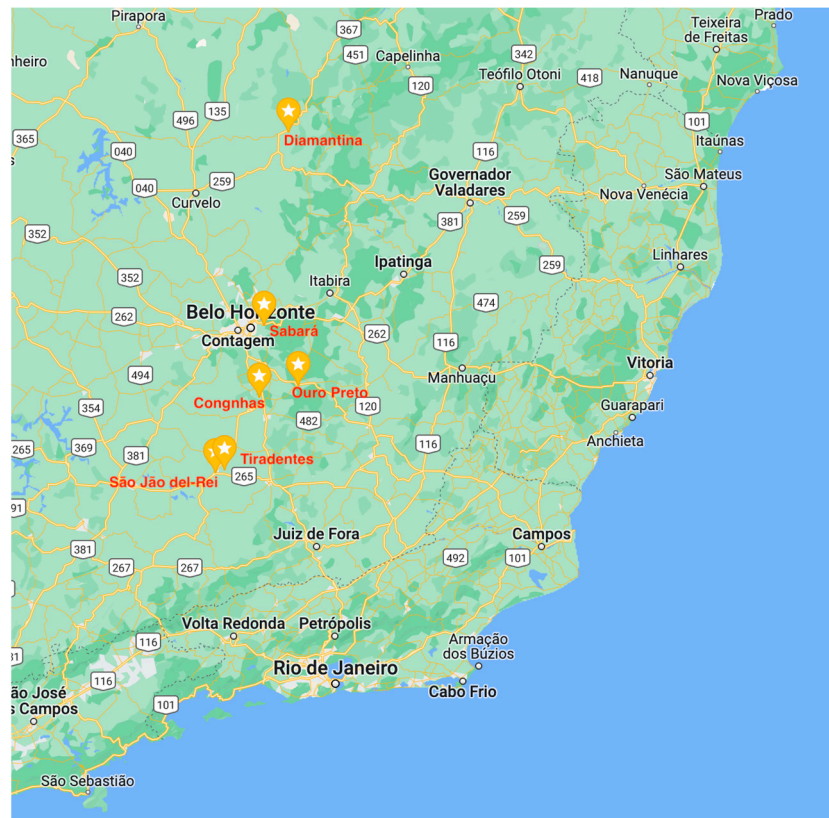 Pirapora
Prado
367
Teixeira
de Freitas
451
Capelinha
342
nheiro
Teófilo Otoni
418
Nanuque
Nova Viçosa
120
496
135
101
365
Diamantina
116
Itaúnas
040
Governador
Valadares
São Mateus
040
259
Nova Venécia
Curvelo
381
259
352
Ipatinga
259
Linhares
352
Itabira
474
Belo Horizonte
262
Sabará
262
Contagem
116
Vitoria
Manhuaçu
494
Ouro Preto
Congnhas
354
120
Guarapari
482
Anchieta
265
369
381
116
Tiradentes
265
São Jão del-Rei
91
Juiz de Fora
Campos
381
492
101
267
267
Volta Redonda
Petrópolis
116
Armação
dos Búzios
31
Rio de Janeiro
116
Cabo Frio
ão José
s Campos
101
São Sebastião